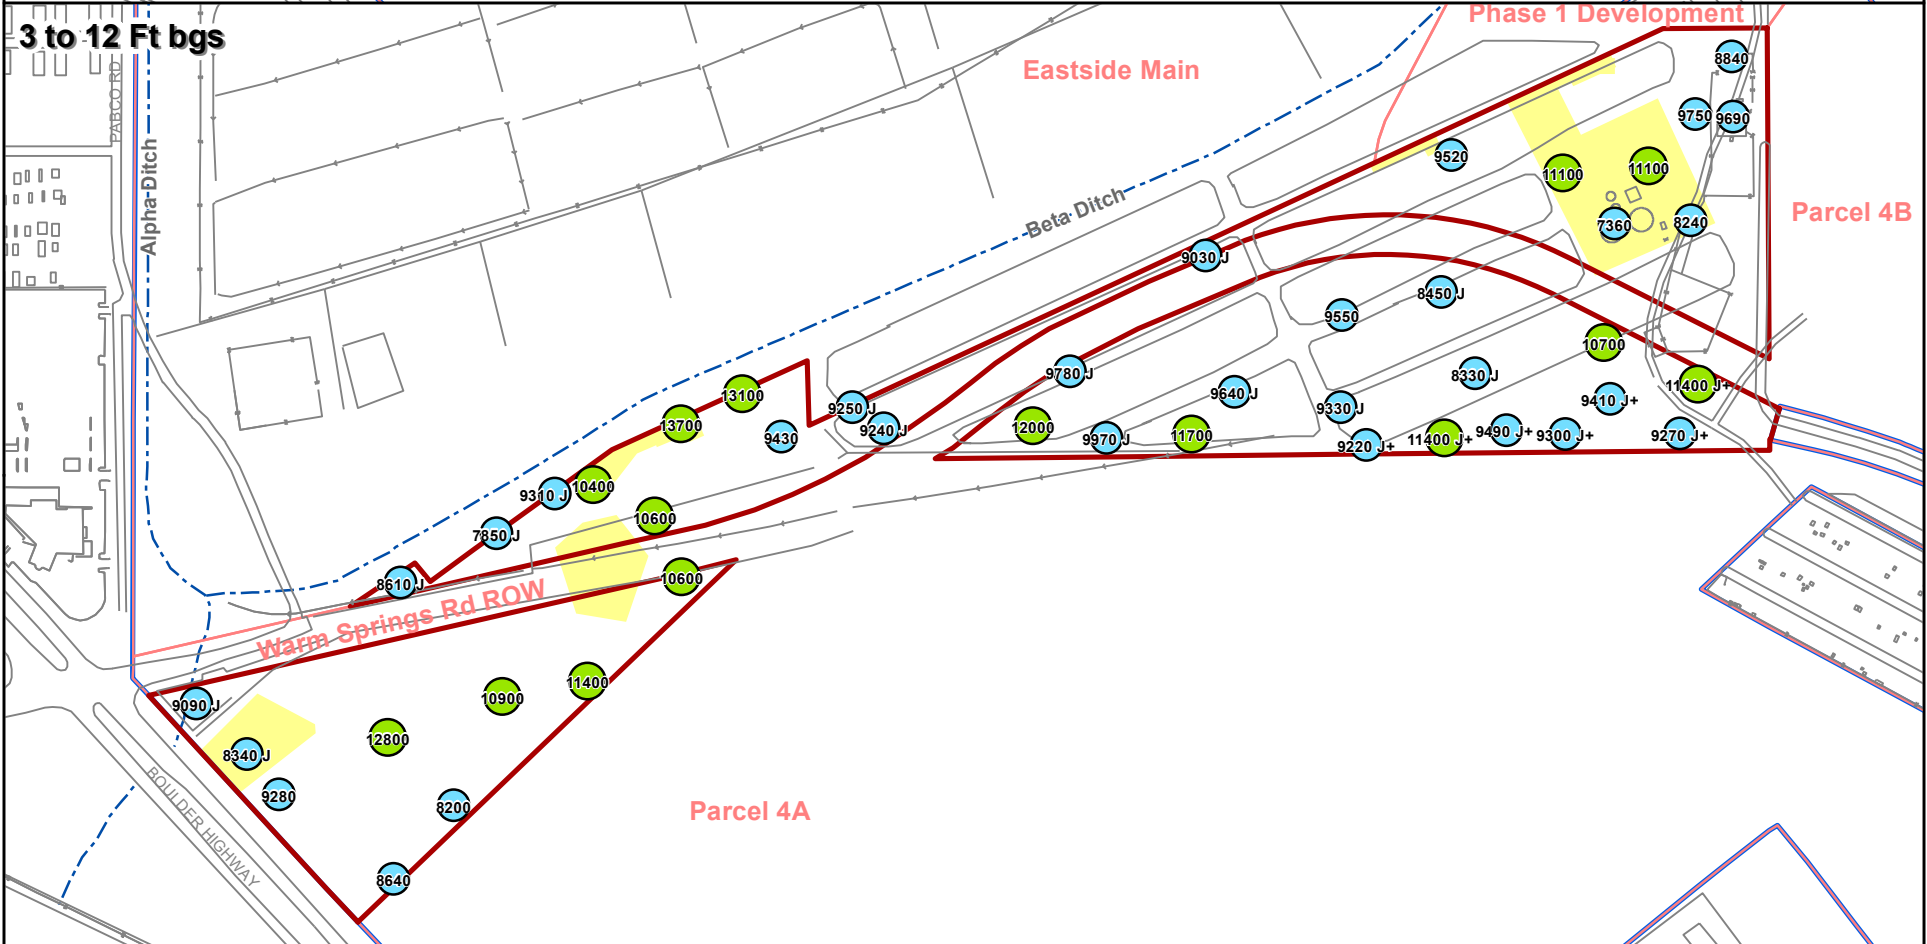 Phase 1 Development
3 to 12 Ft bgs
8840
Eastside Main
PABCO RD
9750
9690
9520
11100
11100
Alpha Ditch
Beta Ditch
Parcel 4B
7360
8240
9030 J
8450 J
9550
10700
9780 J
8330 J
11400 J+
13100
9640 J
9410 J+
9250 J
9330 J
13700
9430
9240 J
12000
9970 J
11700
9220 J+
11400 J+
9490 J+
9300 J+
9270 J+
9310 J
10400
10600
7850 J
8610 J
10600
Warm Springs Rd ROW
11400
10900
9090 J
12800
8340 J
9280
8200
Parcel 4A
BOULDER HIGHWAY
8640